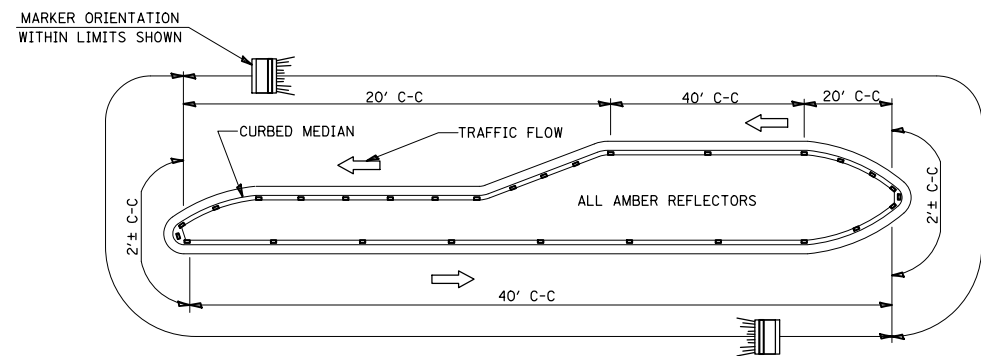 MARKER ORIENTATION
WITHIN LIMITS SHOWN
20' C-C
40' C-C
20' C-C
CURBED MEDIAN
TRAFFIC FLOW
ALL AMBER REFLECTORS
2'± C-C
2'± C-C
40' C-C